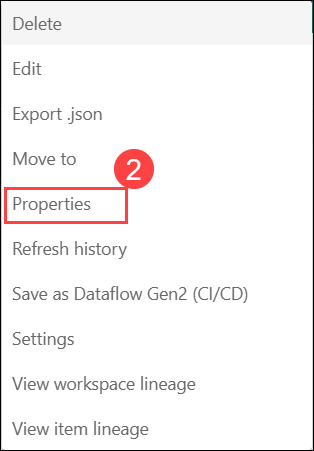 Delete
Edit
Export .json
Move to
2
Properties
Refresh history
Save as Dataflow Gen2 (CI/CD)
Settings
View workspace lineage
View item lineage